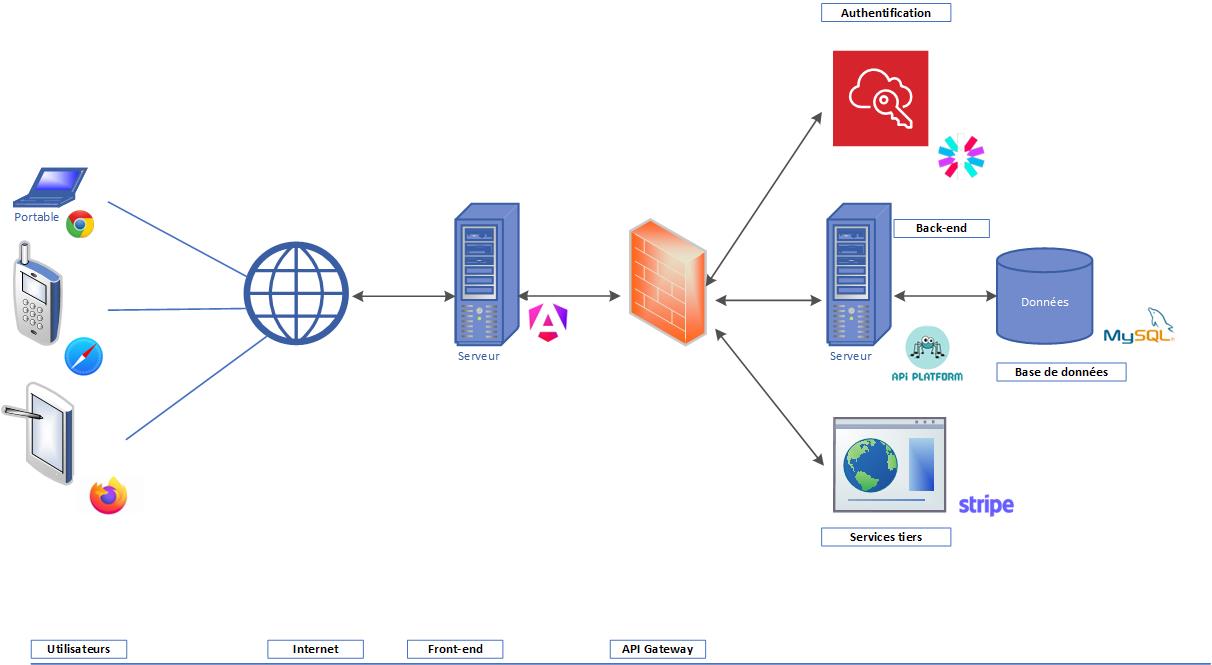 Authentification
Portable
Serveur
Back-end
Données
Serveur
MySQL
API PLATFORM
Base de données
stripe
Services tiers
Utilisateurs
Internet
Front-end
API Gateway